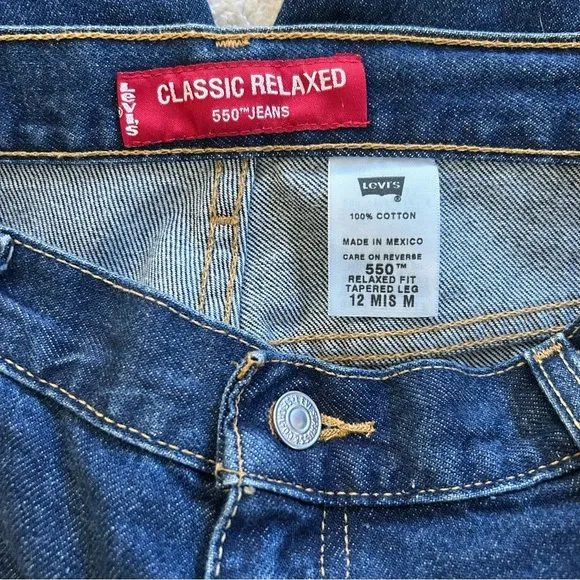 LEVI'S ®
CLASSIC RELAXED
550™ JEANS
LEVI'S
®
100% COTTON
MADE IN MEXICO
CARE ON REVERSE
550™
RELAXED FIT
TAPERED LEG
12 MIS M